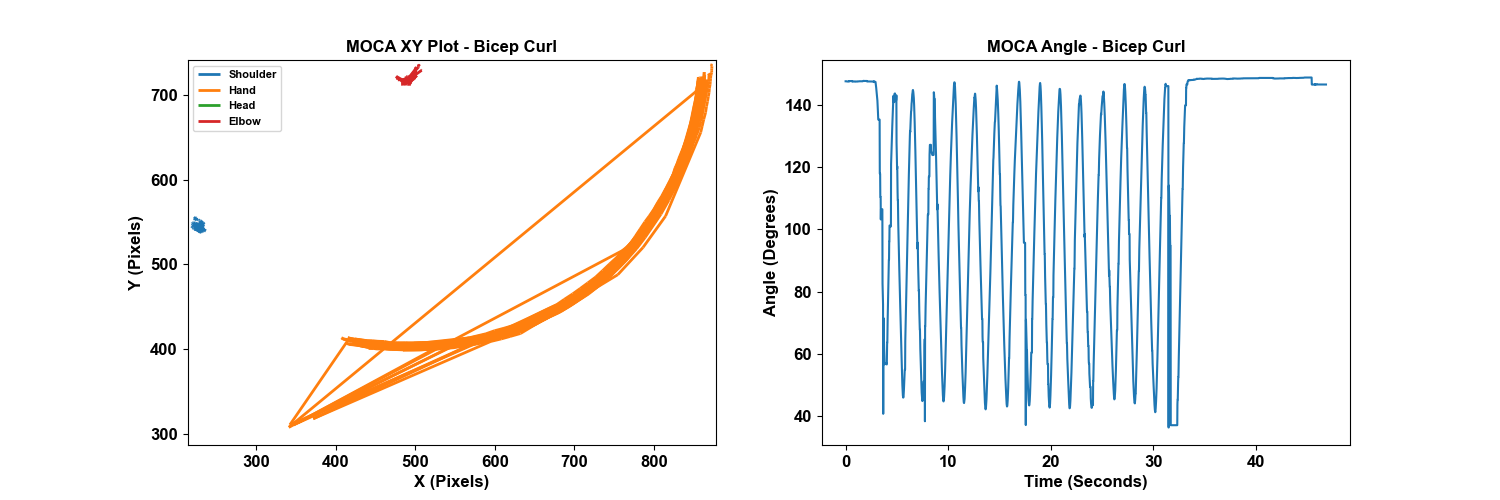 MOCA XY Plot - Bicep Curl
Shoulder
Hand
Head
Elbow
700
600
500
400
300
Y (Pixels)
300 400 500 600 700 800
X (Pixels)
MOCA Angle - Bicep Curl
140
120
100
80
60
40
Angle (Degrees)
0 10 20 30 40
Time (Seconds)